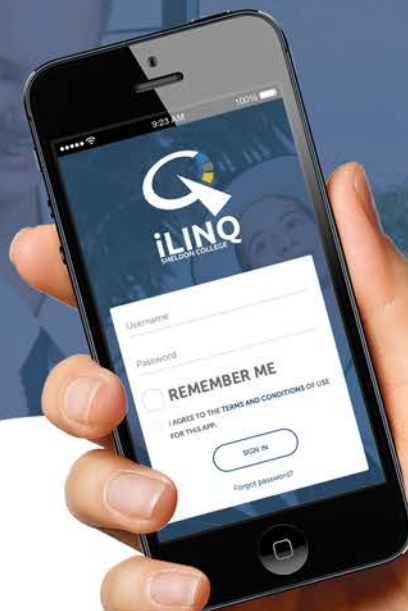 9:23 AM
100%
iLINQ
SHELDON COLLEGE
Username
Password
REMEMBER ME
I AGREE TO THE TERMS AND CONDITIONS OF USE
FOR THIS APP.
SIGN IN
Forgot password?